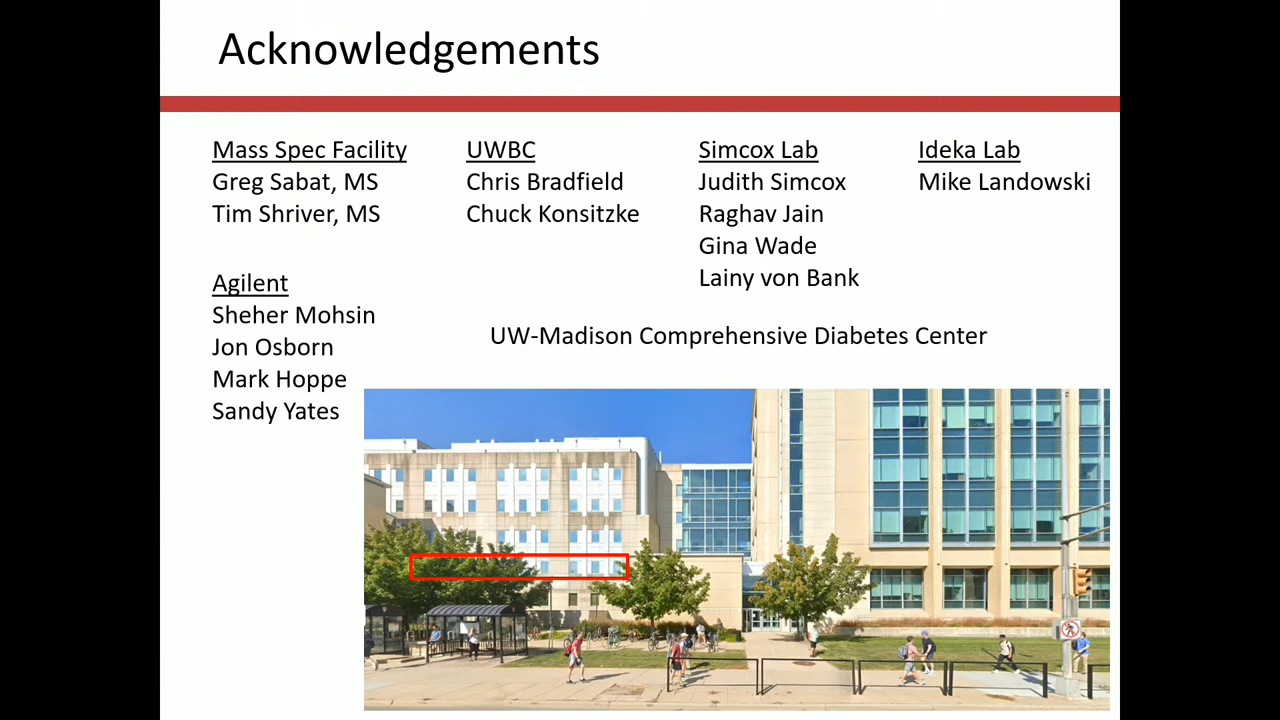 Acknowledgements
Mass Spec Facility
Greg Sabat, MS
Tim Shriver, MS
UWBC
Chris Bradfield
Chuck Konsitzke
Simcox Lab
Judith Simcox
Raghav Jain
Gina Wade
Lainy von Bank
Ideka Lab
Mike Landowski
Agilent
Sheher Mohsin
Jon Osborn
Mark Hoppe
Sandy Yates
UW-Madison Comprehensive Diabetes Center